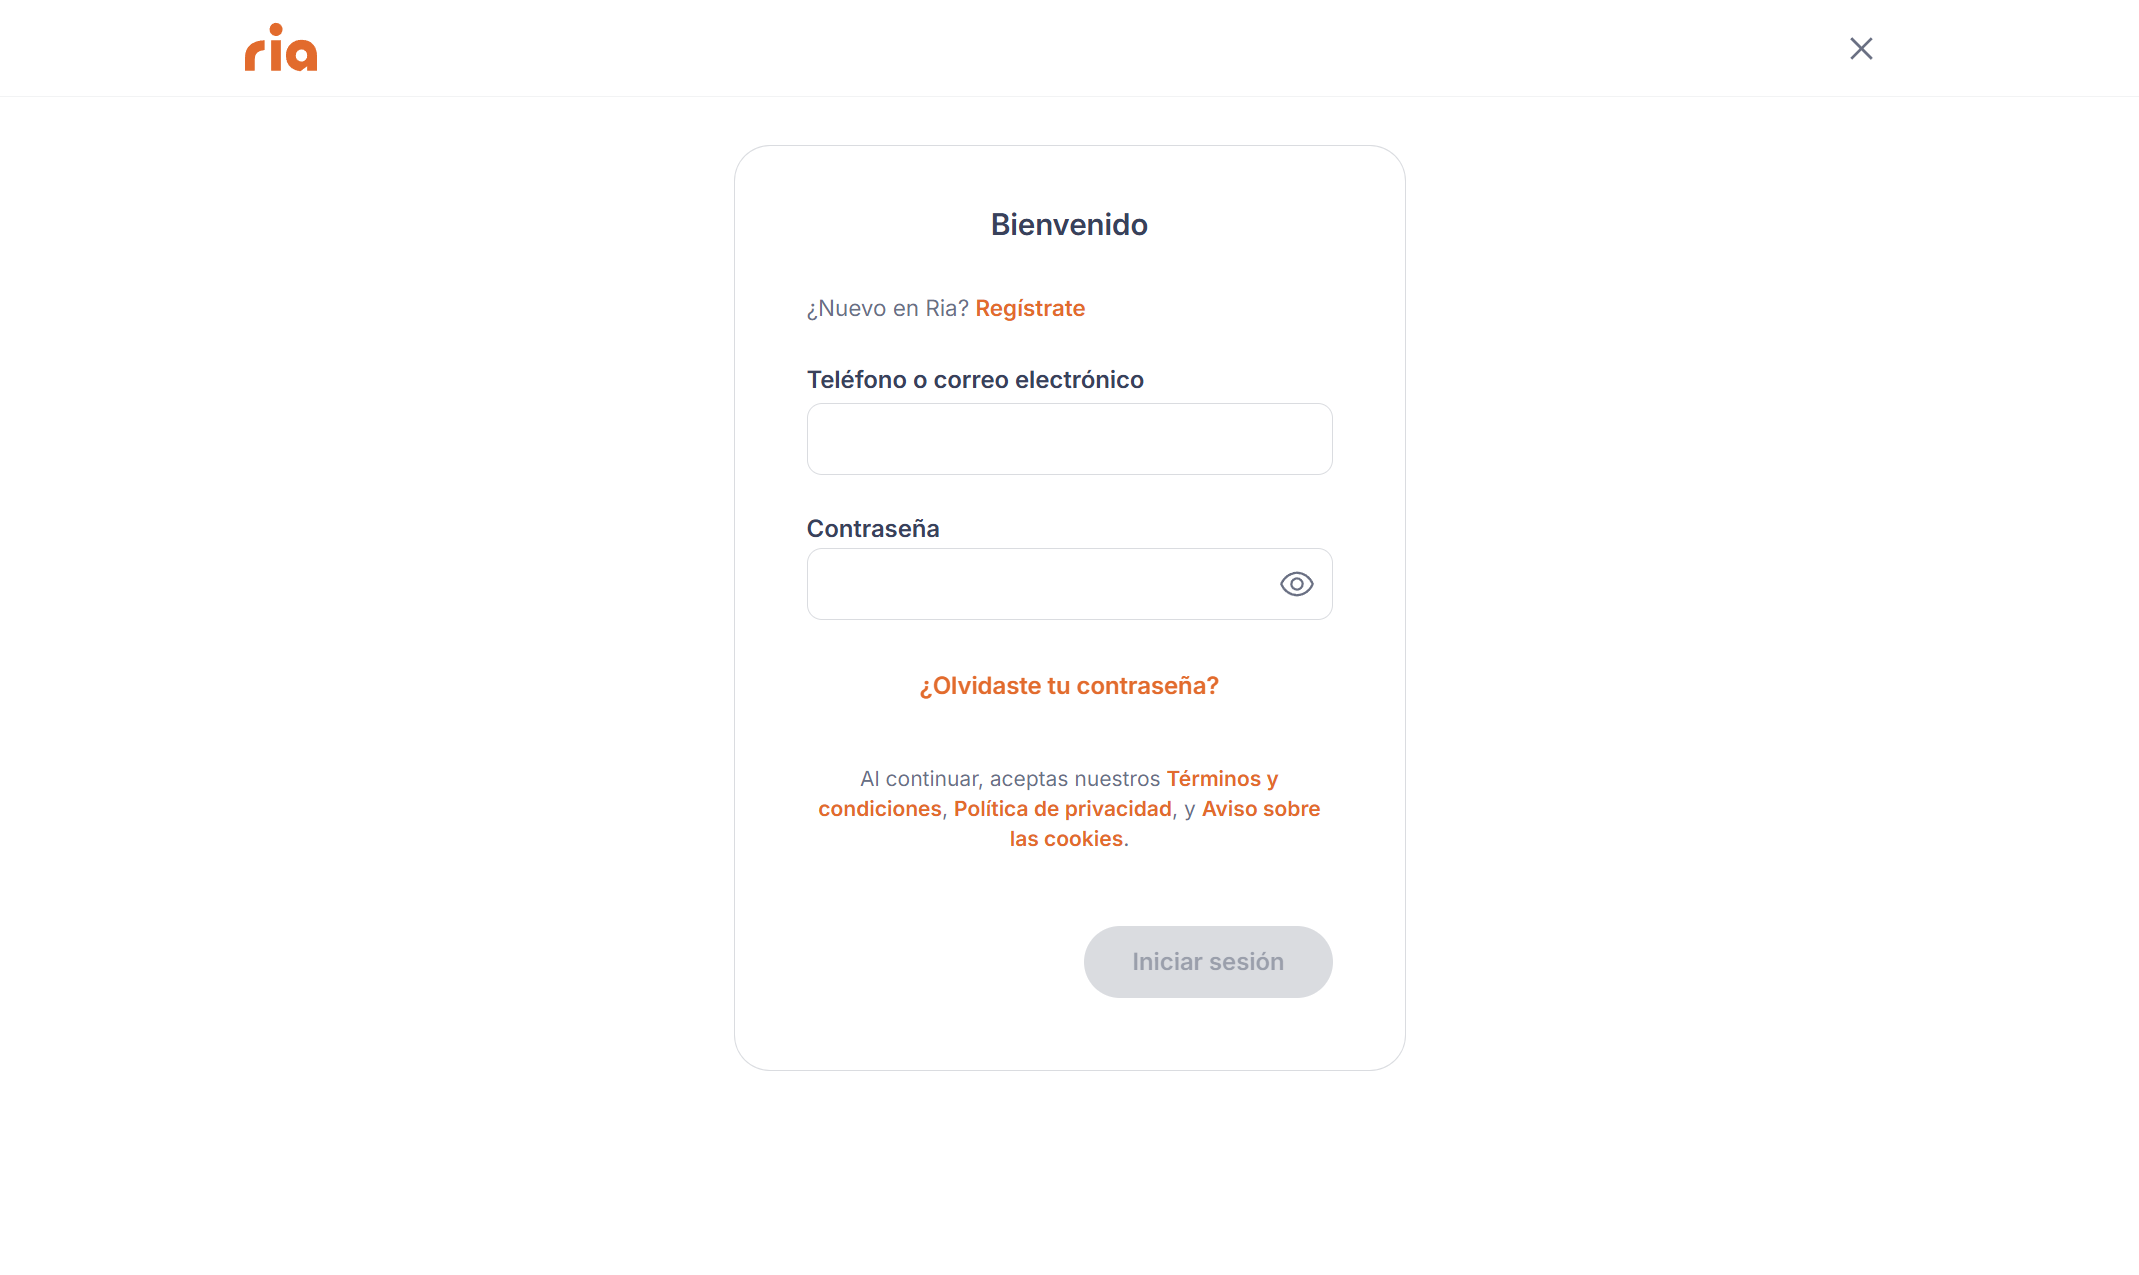 ria
Bienvenido
¿Nuevo en Ria? Regístrate
Teléfono o correo electrónico
Contraseña
¿Olvidaste tu contraseña?
Al continuar, aceptas nuestros Términos y
condiciones, Política de privacidad, y Aviso sobre
las cookies.
Iniciar sesión